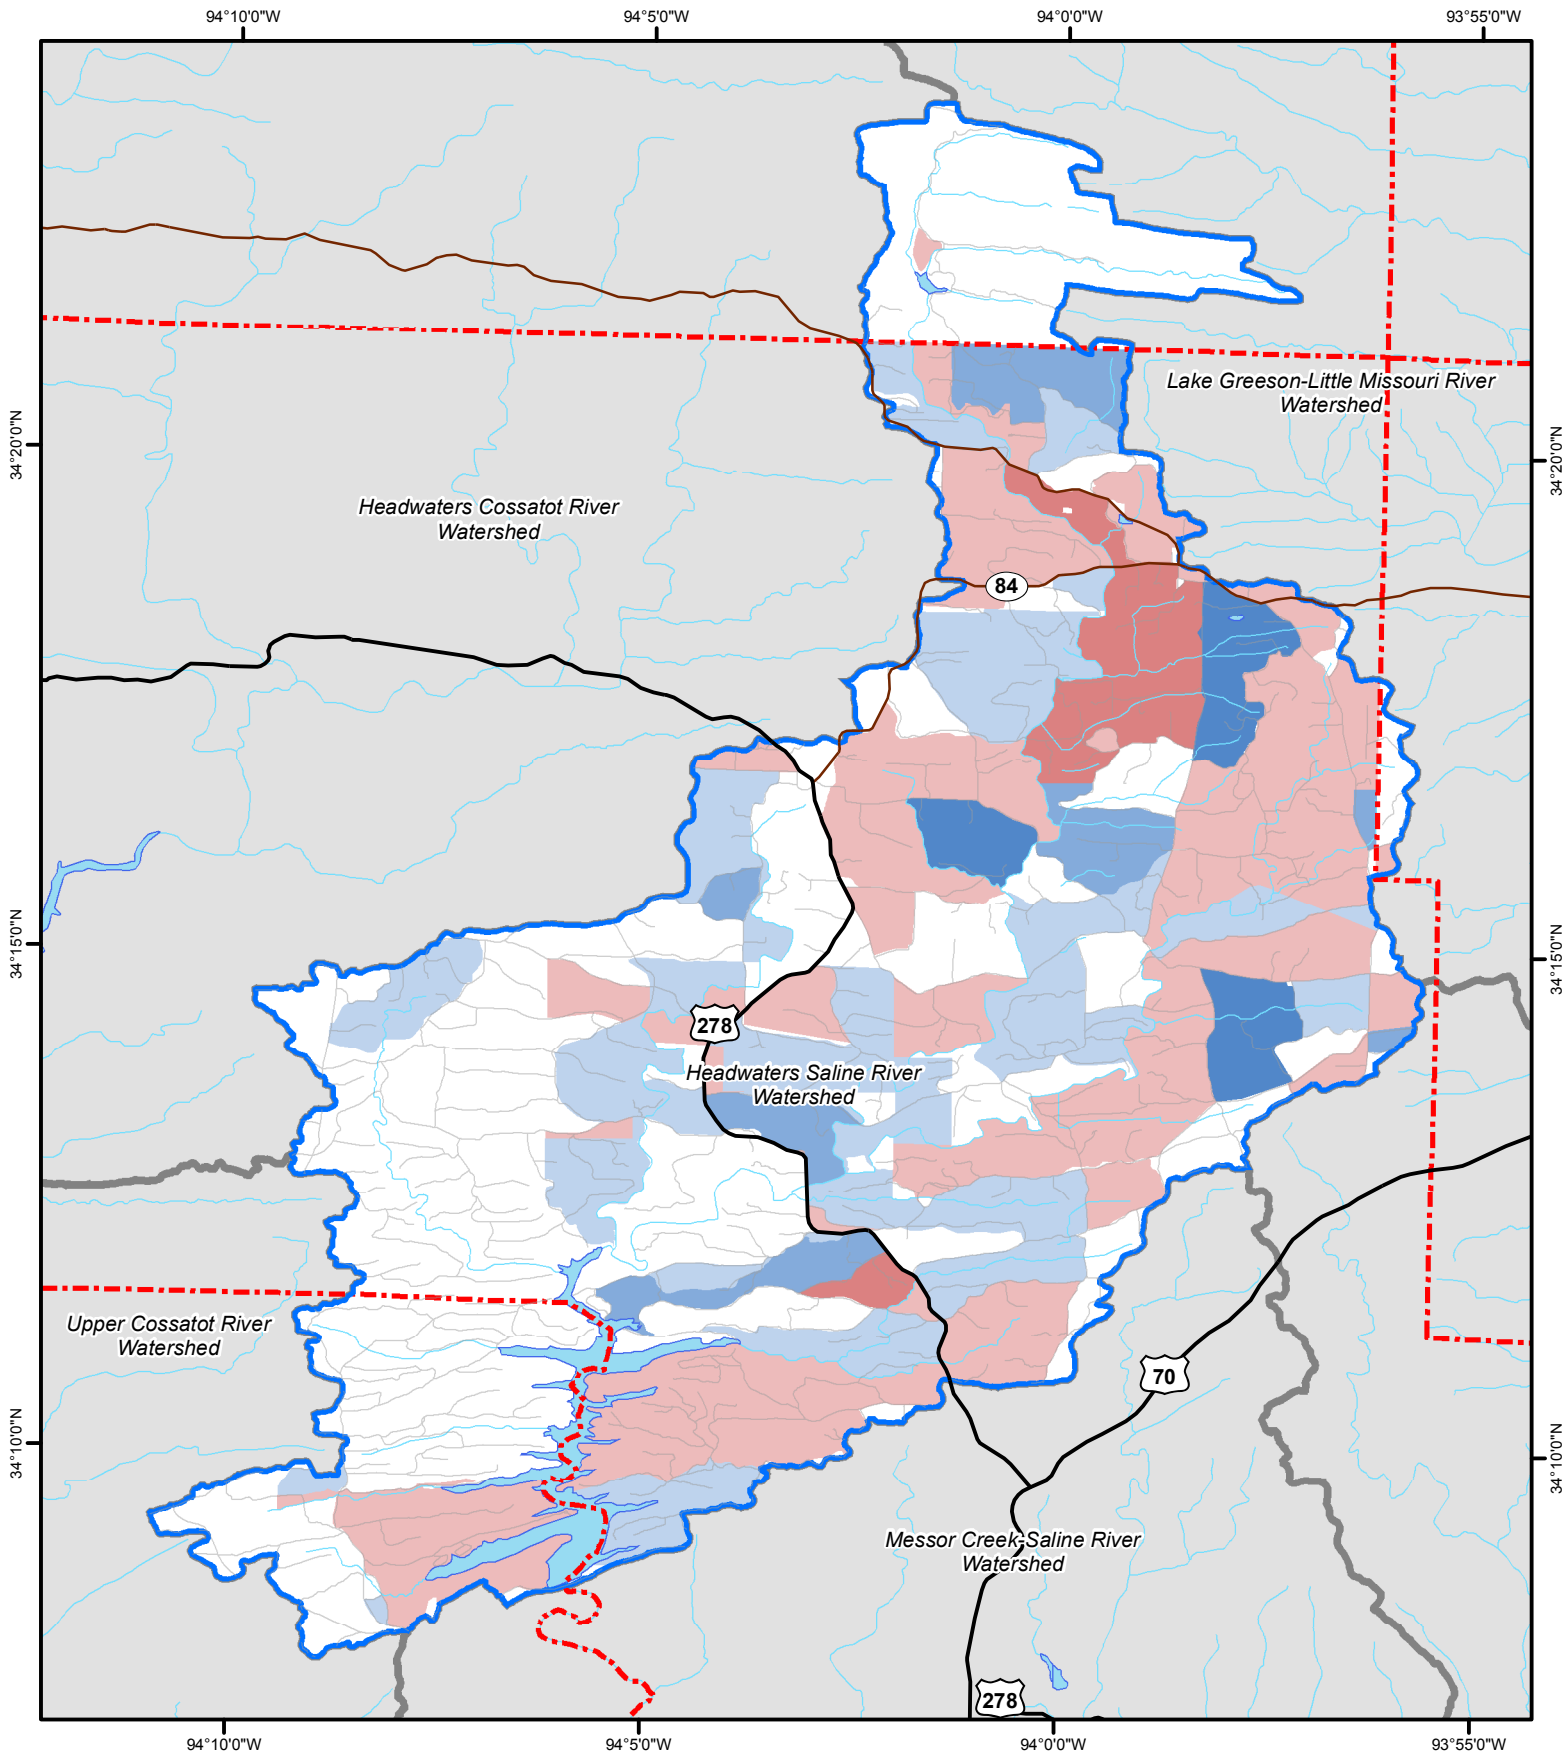 94°10'0"W
94°5'0"W
94°0'0"W
93°55'0"W
Lake Greeson-Little Missouri River
Watershed
34°20'0"N
34°20'0"N
Headwaters Cossatot River
Watershed
84
34°15'0"N
34°15'0"N
278
Headwaters Saline River
Watershed
Upper Cossatot River
Watershed
70
34°10'0"N
34°10'0"N
Messor Creek-Saline River
Watershed
278
94°10'0"W
94°5'0"W
94°0'0"W
93°55'0"W